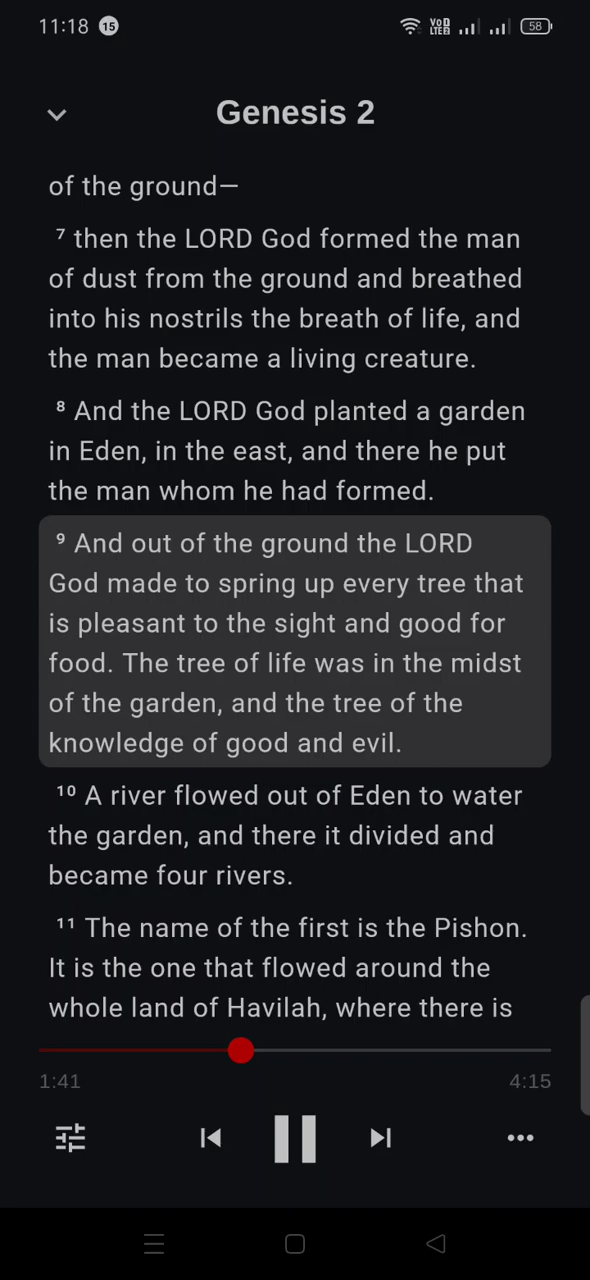 11:18 15 VoD LTE2 58
Genesis 2
of the ground—
⁷ then the LORD God formed the man
of dust from the ground and breathed
into his nostrils the breath of life, and
the man became a living creature.
⁸ And the LORD God planted a garden
in Eden, in the east, and there he put
the man whom he had formed.
⁹ And out of the ground the LORD
God made to spring up every tree that
is pleasant to the sight and good for
food. The tree of life was in the midst
of the garden, and the tree of the
knowledge of good and evil.
¹⁰ A river flowed out of Eden to water
the garden, and there it divided and
became four rivers.
¹¹ The name of the first is the Pishon.
It is the one that flowed around the
whole land of Havilah, where there is
1:41 4:15